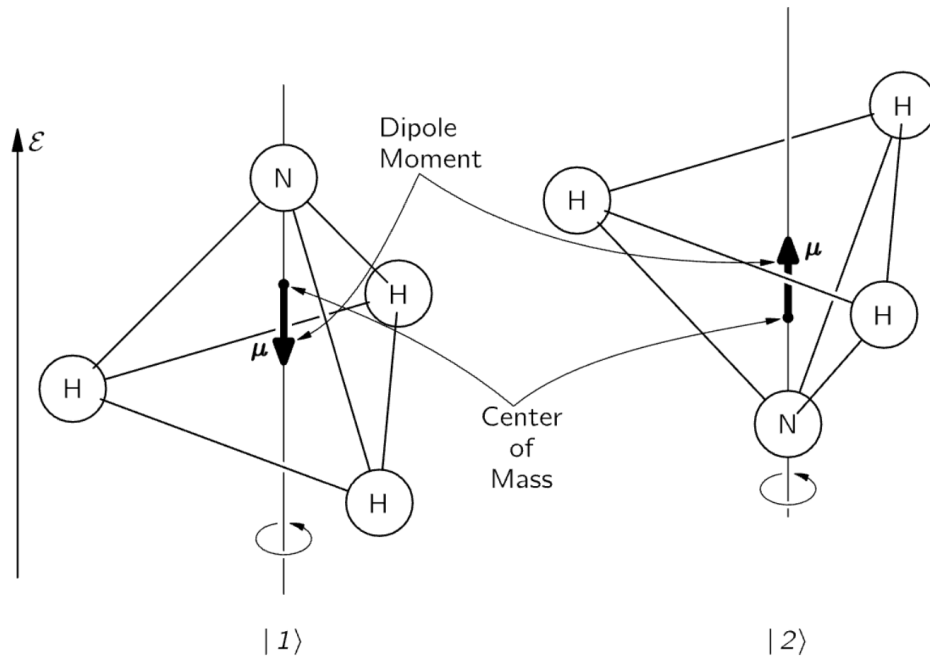 ℰ
N
H
H
H
μ
Dipole
Moment
Center
of
Mass
H
H
H
N
μ
| 1⟩
| 2⟩